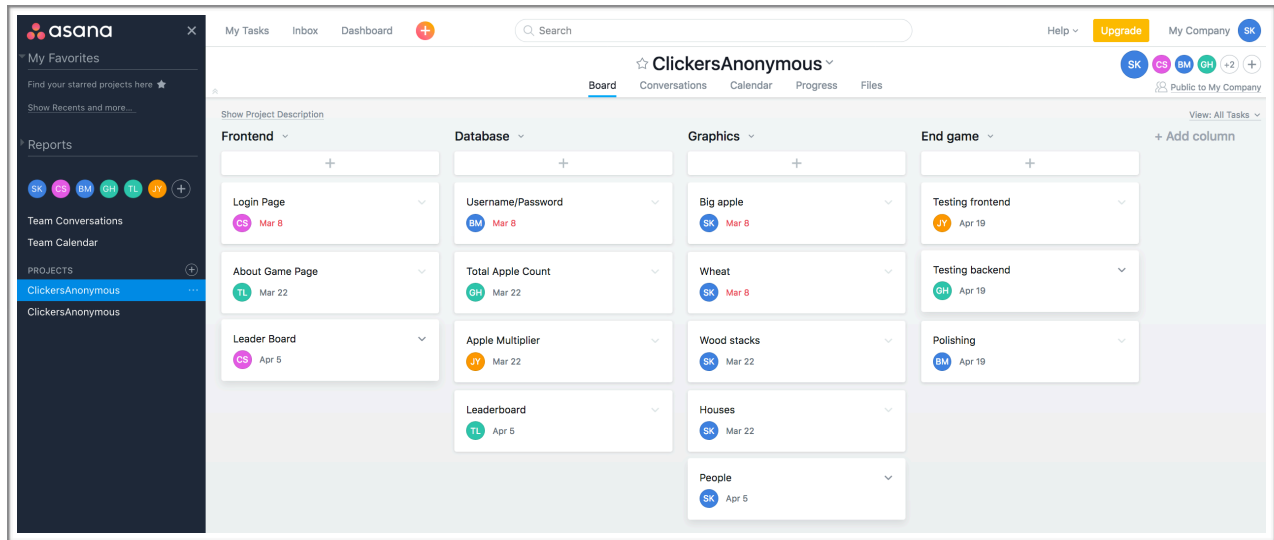 asana
My Tasks Inbox Dashboard
Search
Help Upgrade My Company SK
My Favorites
Find your starred projects here
Show Recents and more...
Reports
SK CS BM GH TL JY
Team Conversations
Team Calendar
PROJECTS
ClickersAnonymous
ClickersAnonymous
ClickersAnonymous
SK CS BM GH +2
Board Conversations Calendar Progress Files
Public to My Company
Show Project Description
View: All Tasks
Frontend
Login Page
CS Mar 8
About Game Page
TL Mar 22
Leader Board
CS Apr 5
Database
Username/Password
BM Mar 8
Total Apple Count
GH Mar 22
Apple Multiplier
JY Mar 22
Leaderboard
TL Apr 5
Graphics
Big apple
SK Mar 8
Wheat
SK Mar 8
Wood stacks
SK Mar 22
Houses
SK Mar 22
People
SK Apr 5
End game
Testing frontend
JY Apr 19
Testing backend
GH Apr 19
Polishing
BM Apr 19
+ Add column